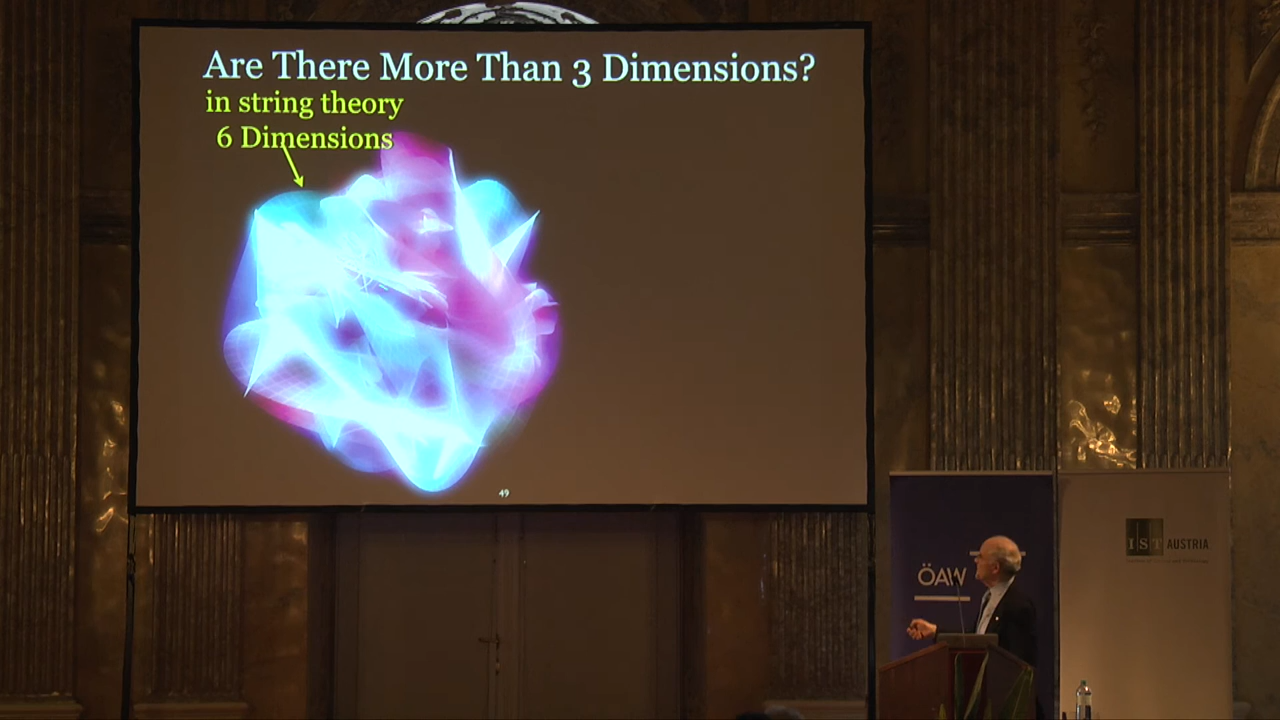 Are There More Than 3 Dimensions?
in string theory
6 Dimensions
49
ÖAW
IST AUSTRIA